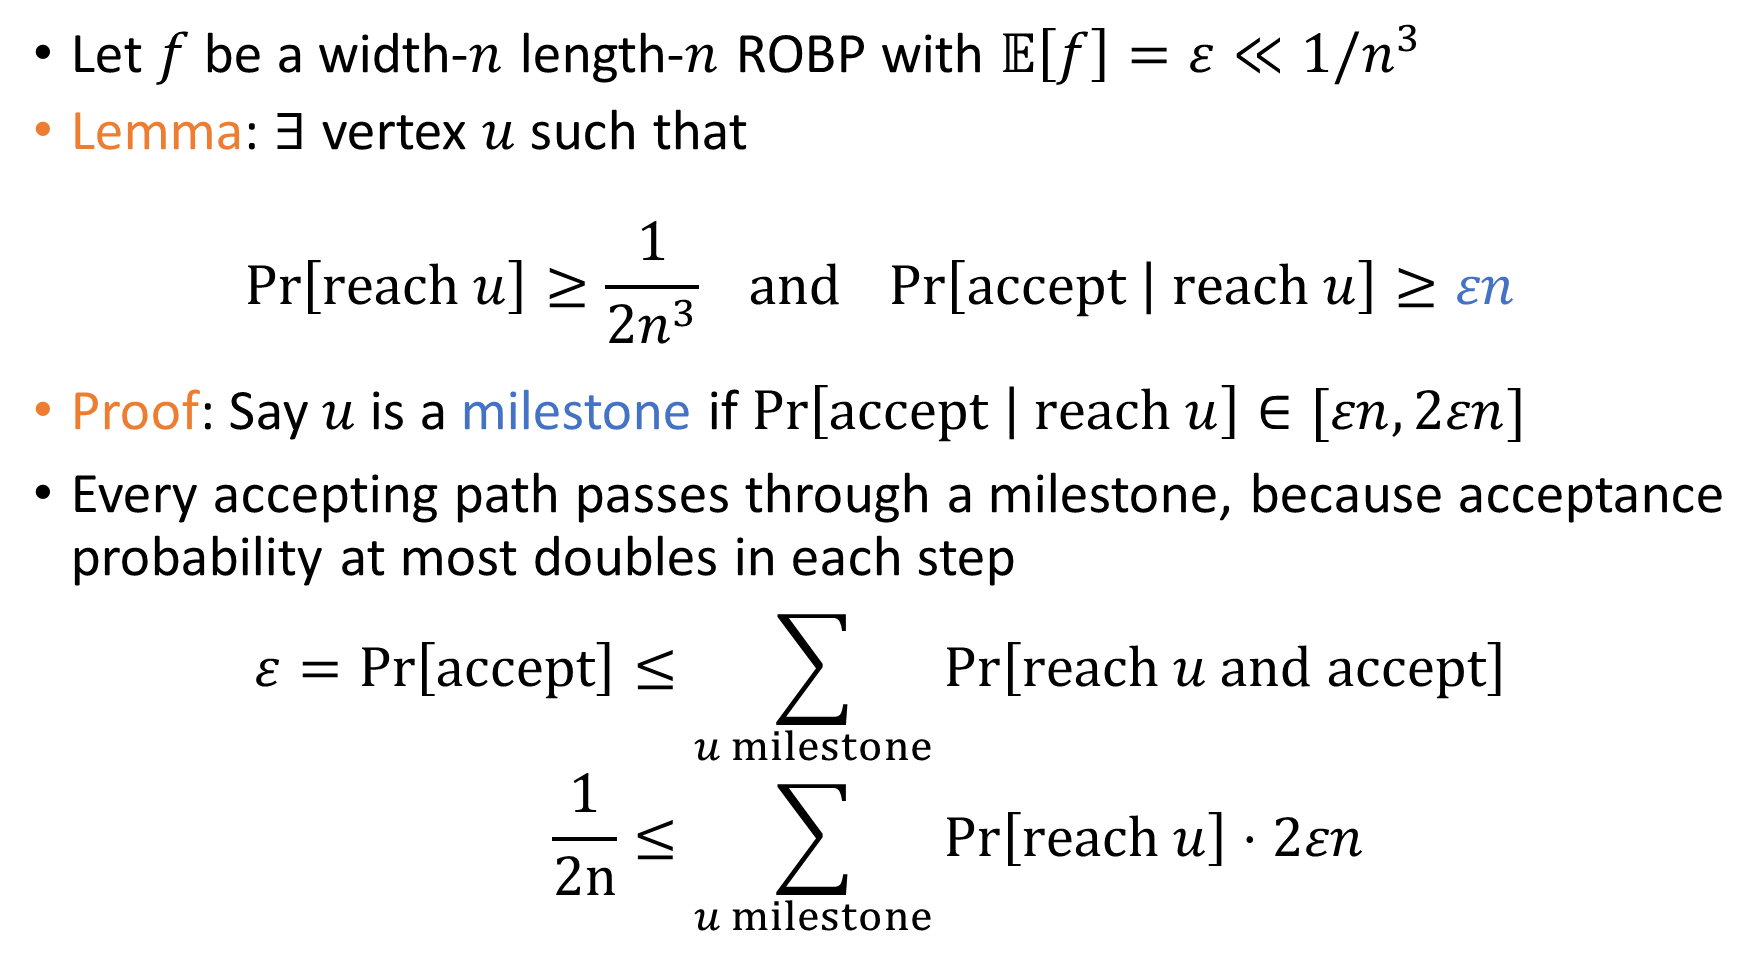 • Let 𝑓 be a width-𝑛 length-𝑛 ROBP with 𝔼[𝑓] = 𝜀 ≪ 1/𝑛³
• Lemma: ∃ vertex 𝑢 such that
Pr[reach 𝑢] ≥ 1/2𝑛³ and Pr[accept | reach 𝑢] ≥ 𝜀𝑛
• Proof: Say 𝑢 is a milestone if Pr[accept | reach 𝑢] ∈ [𝜀𝑛, 2𝜀𝑛]
• Every accepting path passes through a milestone, because acceptance
probability at most doubles in each step
𝜀 = Pr[accept] ≤ ∑ Pr[reach 𝑢 and accept]
𝑢 milestone
1/2n ≤ ∑ Pr[reach 𝑢] · 2𝜀𝑛
𝑢 milestone